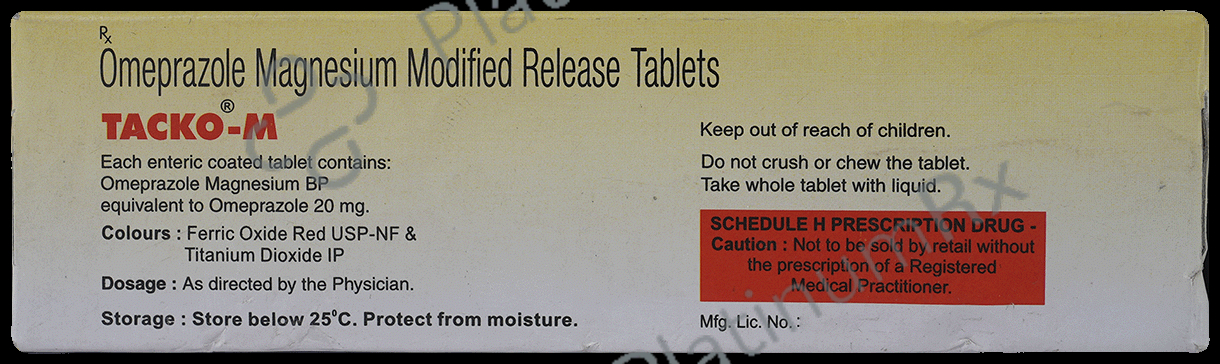 Rx
Omeprazole Magnesium Modified Release Tablets
TACKO®-M
Each enteric coated tablet contains:
Omeprazole Magnesium BP
equivalent to Omeprazole 20 mg.
Colours : Ferric Oxide Red USP-NF &
Titanium Dioxide IP
Dosage : As directed by the Physician.
Storage : Store below 25°C. Protect from moisture.
Keep out of reach of children.
Do not crush or chew the tablet.
Take whole tablet with liquid.
SCHEDULE H PRESCRIPTION DRUG -
Caution : Not to be sold by retail without
the prescription of a Registered
Medical Practitioner.
Mfg. Lic. No. :
Plat
PlatinumRx